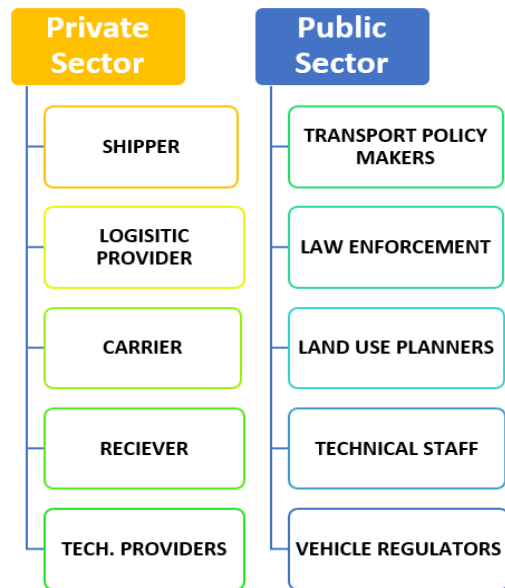 Private
Sector
SHIPPER
LOGISITIC
PROVIDER
CARRIER
RECIEVER
TECH. PROVIDERS
Public
Sector
TRANSPORT POLICY
MAKERS
LAW ENFORCEMENT
LAND USE PLANNERS
TECHNICAL STAFF
VEHICLE REGULATORS